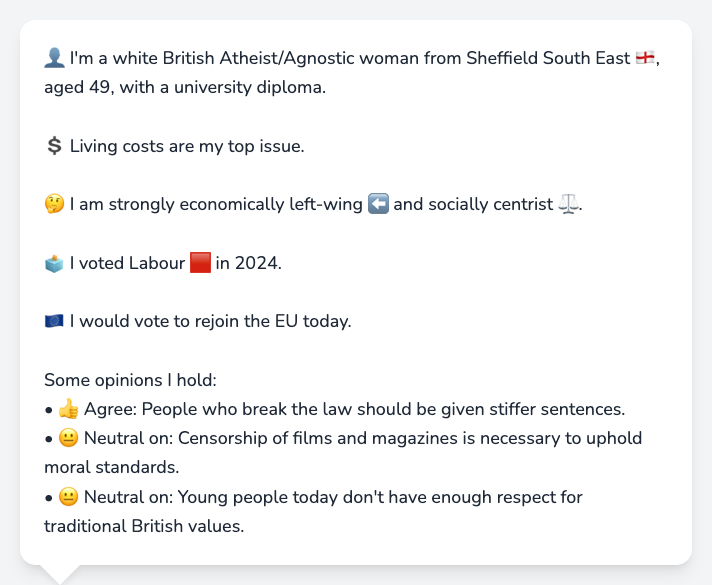 👤 I'm a white British Atheist/Agnostic woman from Sheffield South East 🏴󠁧󠁢󠁥󠁮󠁧󠁿,
aged 49, with a university diploma.
💲 Living costs are my top issue.
🤔 I am strongly economically left-wing ⬅️ and socially centrist ⚖️.
🗳️ I voted Labour 🟥 in 2024.
🇪🇺 I would vote to rejoin the EU today.
Some opinions I hold:
• 👍 Agree: People who break the law should be given stiffer sentences.
• 😐 Neutral on: Censorship of films and magazines is necessary to uphold
moral standards.
• 😐 Neutral on: Young people today don't have enough respect for
traditional British values.